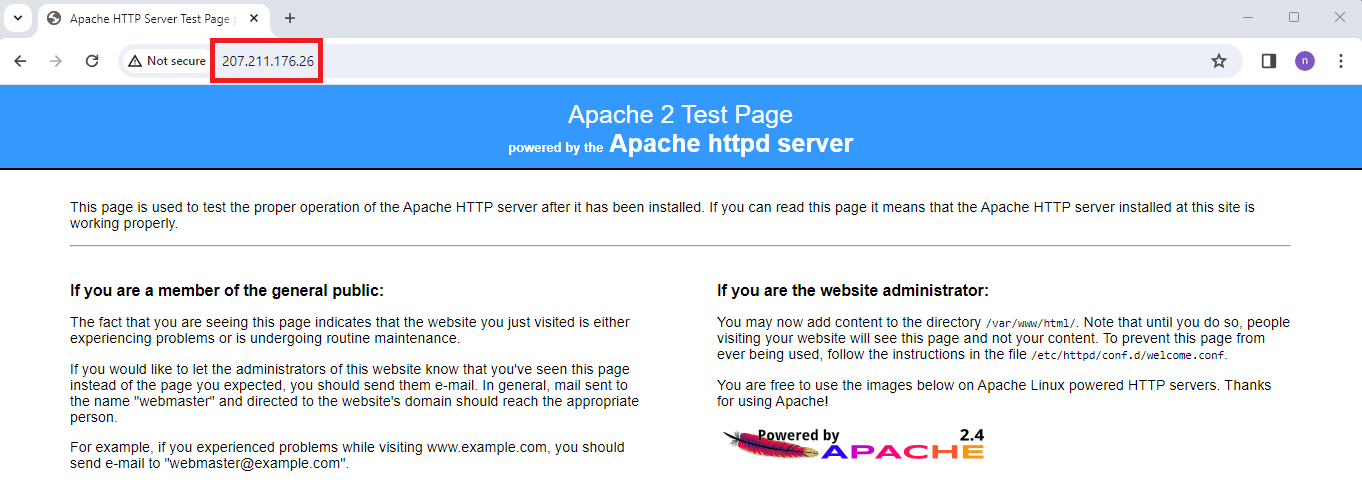 Apache HTTP Server Test Page
Not secure
207.211.176.26
n
Apache 2 Test Page
powered by the Apache httpd server
This page is used to test the proper operation of the Apache HTTP server after it has been installed. If you can read this page it means that the Apache HTTP server installed at this site is
working properly.
If you are a member of the general public:
The fact that you are seeing this page indicates that the website you just visited is either
experiencing problems or is undergoing routine maintenance.
If you would like to let the administrators of this website know that you've seen this page
instead of the page you expected, you should send them e-mail. In general, mail sent to
the name "webmaster" and directed to the website's domain should reach the appropriate
person.
For example, if you experienced problems while visiting www.example.com, you should
send e-mail to "webmaster@example.com".
If you are the website administrator:
You may now add content to the directory /var/www/html/. Note that until you do so, people
visiting your website will see this page and not your content. To prevent this page from
ever being used, follow the instructions in the file /etc/httpd/conf.d/welcome.conf.
You are free to use the images below on Apache Linux powered HTTP servers. Thanks
for using Apache!
Powered by 2.4
APACHE